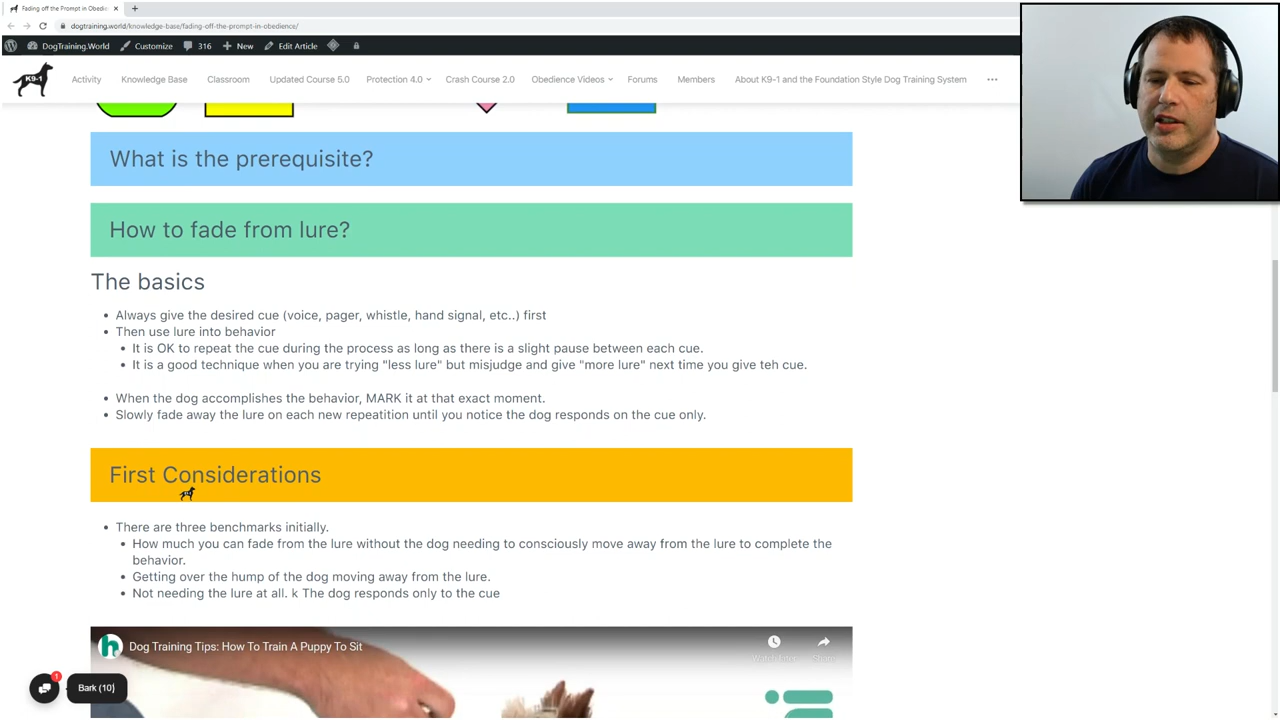 Fading off the Prompt in Obedie
dogtraining.world/knowledge-base/fading-off-the-prompt-in-obedience/
DogTraining.World Customize 316 New Edit Article
K9-1 Activity Knowledge Base Classroom Updated Course 5.0 Protection 4.0 Crash Course 2.0 Obedience Videos Forums Members About K9-1 and the Foundation Style Dog Training System
What is the prerequisite?
How to fade from lure?
The basics
Always give the desired cue (voice, pager, whistle, hand signal, etc..) first
Then use lure into behavior
It is OK to repeat the cue during the process as long as there is a slight pause between each cue.
It is a good technique when you are trying "less lure" but misjudge and give "more lure" next time you give teh cue.
When the dog accomplishes the behavior, MARK it at that exact moment.
Slowly fade away the lure on each new repeatition until you notice the dog responds on the cue only.
First Considerations
There are three benchmarks initially.
How much you can fade from the lure without the dog needing to consciously move away from the lure to complete the
behavior.
Getting over the hump of the dog moving away from the lure.
Not needing the lure at all. k The dog responds only to the cue
Dog Training Tips: How To Train A Puppy To Sit
Watch later Share
1
Bark (10)